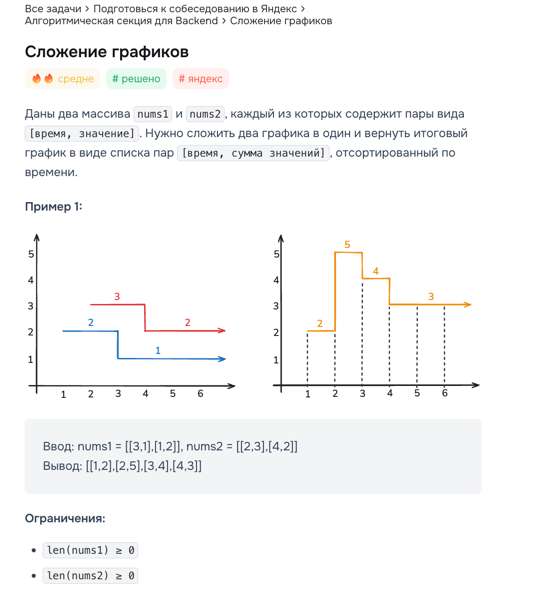 Все задачи > Подготоься к собеседованию в Яндекс >
Алгоритмическая секция для Backend > Сложение графиков
Сложение графиков
🔥🔥 средне # решено # яндекс
Даны два массива nums1 и nums2, каждый из которых содержит пары вида
[время, значение]. Нужно сложить два графика в один и вернуть итоговый
график в виде списка пар [время, сумма значений], отсортированный по
времени.
Пример 1:
5
4
3
2
1
3
2
2
1
1 2 3 4 5 6
5
4
3
2
1
5
4
3
2
1 2 3 4 5 6
Ввод: nums1 = [[3,1],[1,2]], nums2 = [[2,3],[4,2]]
Вывод: [[1,2],[2,5],[3,4],[4,3]]
Ограничения:
• len(nums1) ≥ 0
• len(nums2) ≥ 0